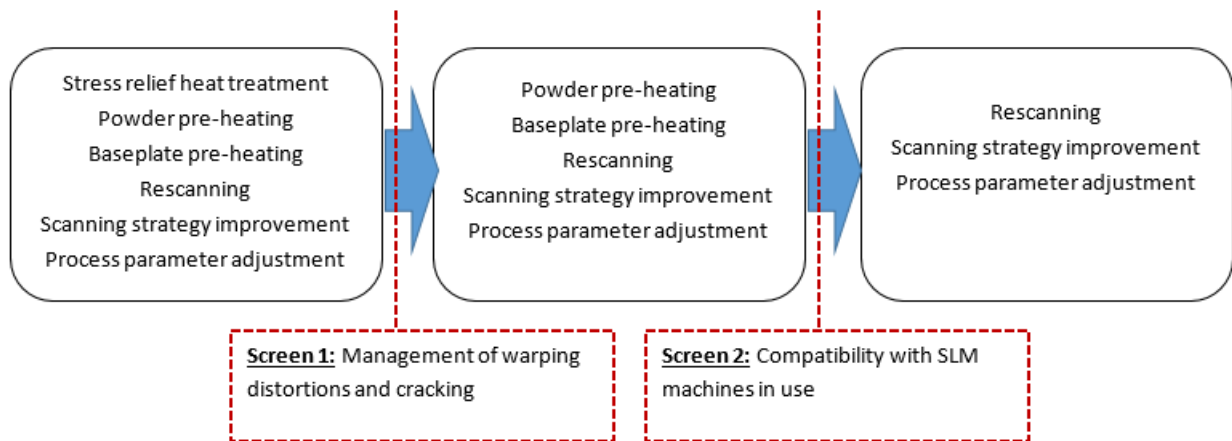 Stress relief heat treatment
Powder pre-heating
Baseplate pre-heating
Rescanning
Scanning strategy improvement
Process parameter adjustment
Powder pre-heating
Baseplate pre-heating
Rescanning
Scanning strategy improvement
Process parameter adjustment
Rescanning
Scanning strategy improvement
Process parameter adjustment
Screen 1: Management of warping
distortions and cracking
Screen 2: Compatibility with SLM
machines in use